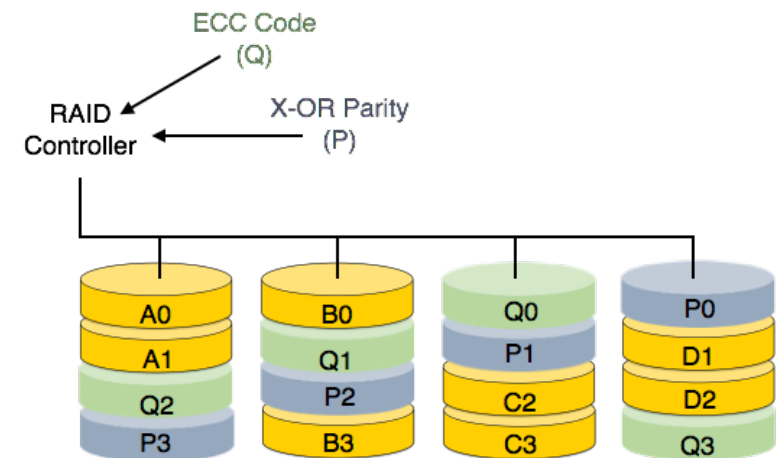 ECC Code
(Q)
X-OR Parity
(P)
RAID
Controller
A0
B0
Q0
P0
A1
Q1
P1
D1
Q2
P2
C2
D2
P3
B3
C3
Q3